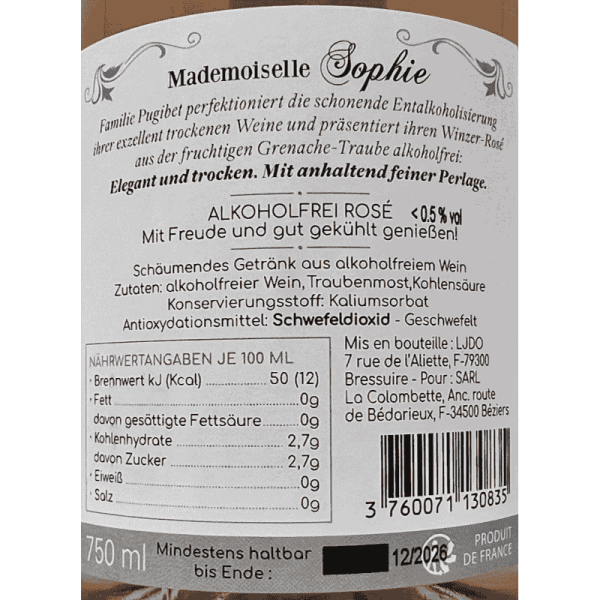 Mademoiselle Sophie
Familie Pugibet perfektioniert die schonende Entalkoholisierung
ihrer exzellent trockenen Weine und präsentiert ihren Winzer-Rosé
aus der fruchtigen Grenache-Traube alkoholfrei:
Elegant und trocken. Mit anhaltend feiner Perlage.
ALKOHOLFREI ROSÉ <0.5 % vol
Mit Freude und gut gekühlt genießen!
Schäumendes Getränk aus alkoholfreiem Wein
Zutaten: alkoholfreier Wein, Traubenmost, Kohlensäure
Konservierungsstoff: Kaliumsorbat
Antioxydationsmittel: Schwefeldioxid - Geschwefelt
NÄHRWERTANGABEN JE 100 ML
· Brennwert kJ (Kcal) 50 (12)
· Fett 0g
davon gesättigte Fettsäure 0g
· Kohlenhydrate 2,7g
davon Zucker 2,7g
· Eiweiß 0g
· Salz 0g
Mis en bouteille : LJDO
7 rue de l'Aliette, F-79300
Bressuire - Pour : SARL
La Colombette, Anc. route
de Bédarieux, F-34500 Béziers
3 760071 130835
750 ml
Mindestens haltbar
bis Ende :
12/2026
PRODUIT
DE FRANCE